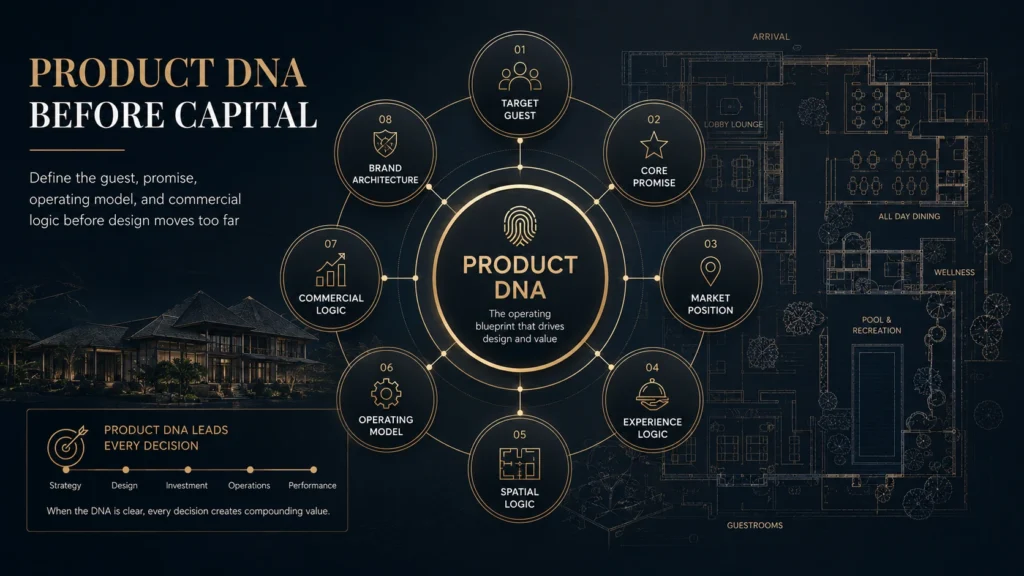 PRODUCT DNA
BEFORE CAPITAL
Define the guest, promise,
operating model, and commercial
logic before design moves too far
01
TARGET
GUEST
02
CORE
PROMISE
03
MARKET
POSITION
04
EXPERIENCE
LOGIC
05
SPATIAL
LOGIC
06
OPERATING
MODEL
07
COMMERCIAL
LOGIC
08
BRAND
ARCHITECTURE
PRODUCT
DNA
The operating
blueprint that drives
design and value
PRODUCT DNA LEADS
EVERY DECISION
Strategy
Design
Investment
Operations
Performance
When the DNA is clear, every decision creates compounding value.
ARRIVAL
LOBBY LOUNGE
ALL DAY DINING
WELLNESS
POOL &
RECREATION
GUESTROOMS